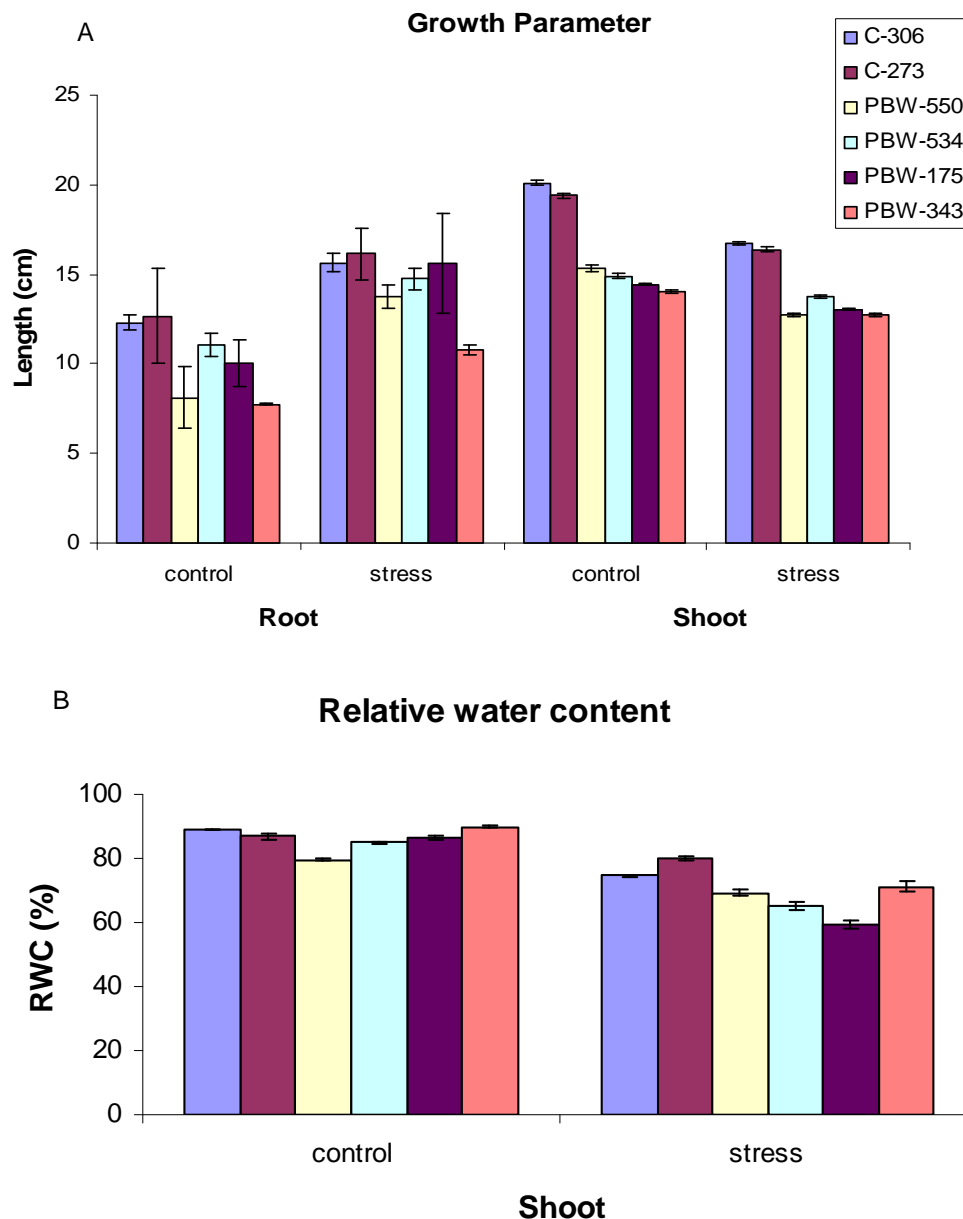 A
Growth Parameter
C-306
C-273
PBW-550
PBW-534
PBW-175
PBW-343
25
20
15
10
5
0
Length (cm)
control stress control stress
Root Shoot
B
Relative water content
100
80
60
40
20
0
RWC (%)
control stress
Shoot